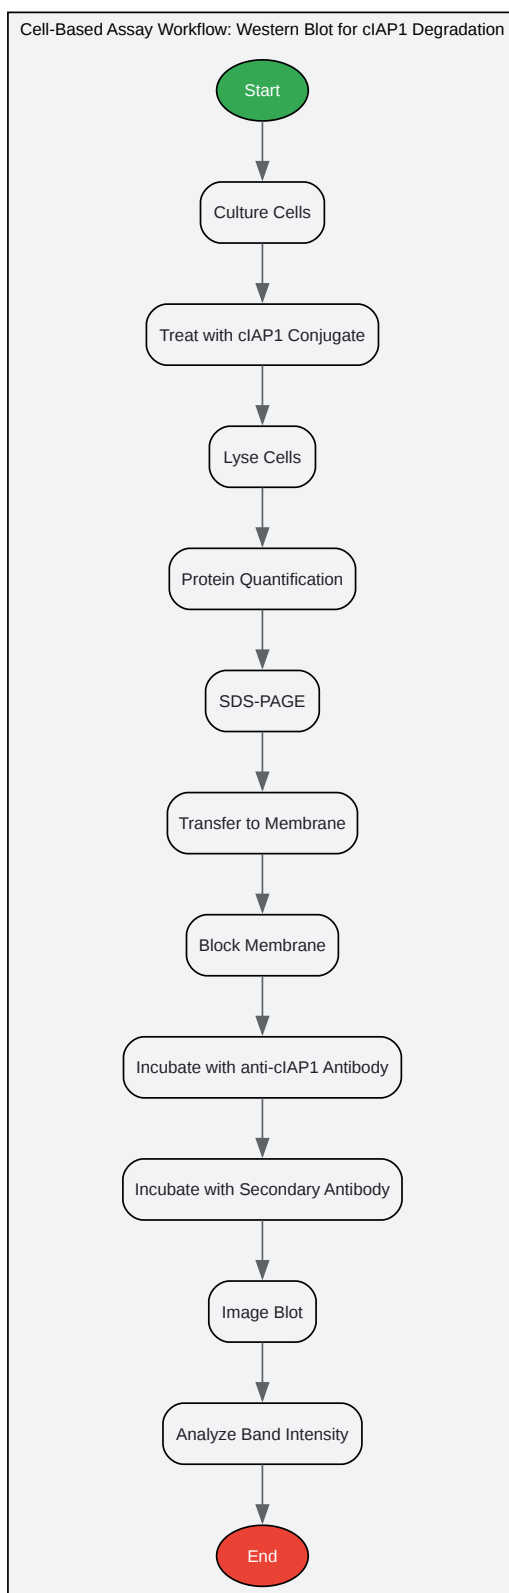 Cell-Based Assay Workflow: Western Blot for cIAP1 Degradation
Start
Culture Cells
Treat with cIAP1 Conjugate
Lyse Cells
Protein Quantification
SDS-PAGE
Transfer to Membrane
Block Membrane
Incubate with anti-cIAP1 Antibody
Incubate with Secondary Antibody
Image Blot
Analyze Band Intensity
End